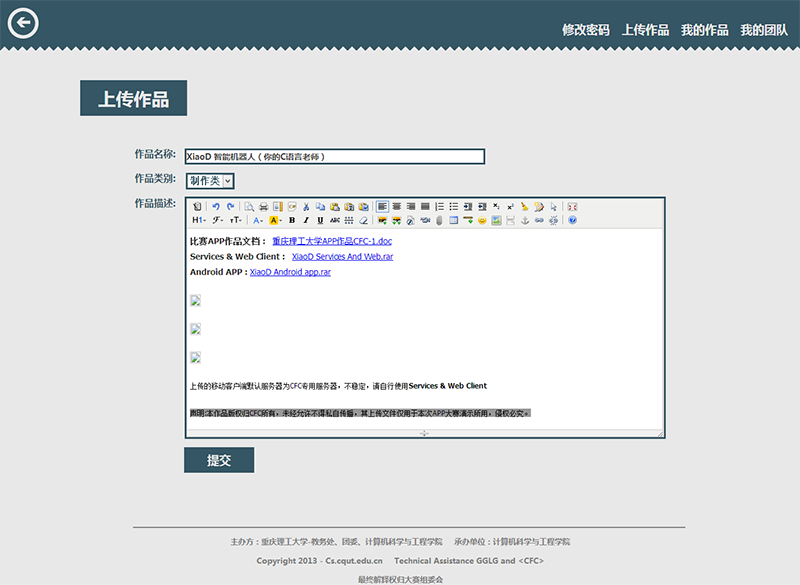 修改密码 上传作品 我的作品 我的团队
上传作品
作品名称: XiaoD 智能机器人（你的C语言老师）
作品类别: 制作类
作品描述:
H1 F TT A A B I U ABC
比赛APP作品文档： 重庆理工大学APP作品CFC-1.doc
Services & Web Client： XiaoD Services And Web.rar
Android APP : XiaoD Android app.rar
上传的移动客户端默认服务器为CFC专用服务器，不稳定，请自行使用Services & Web Client
声明:本作品版权归CFC所有，未经允许不得私自传播，其上传文件仅用于本次APP大赛演示所用，侵权必究。
提交
主办方：重庆理工大学-教务处、团委、计算机科学与工程学院 承办单位：计算机科学与工程学院
Copyright 2013 - Cs.cqut.edu.cn Technical Assistance GGLG and <CFC>
最终解释权归大赛组委会